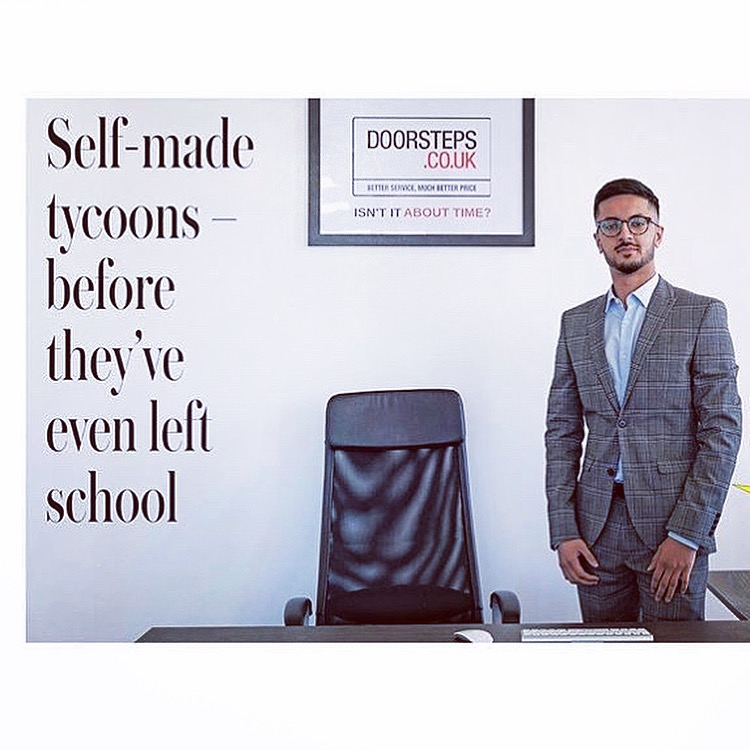 Self-made
tycoons –
before
they've
even left
school
DOORSTEPS
.CO.UK
BETTER SERVICE, MUCH BETTER PRICE
ISN'T IT ABOUT TIME?